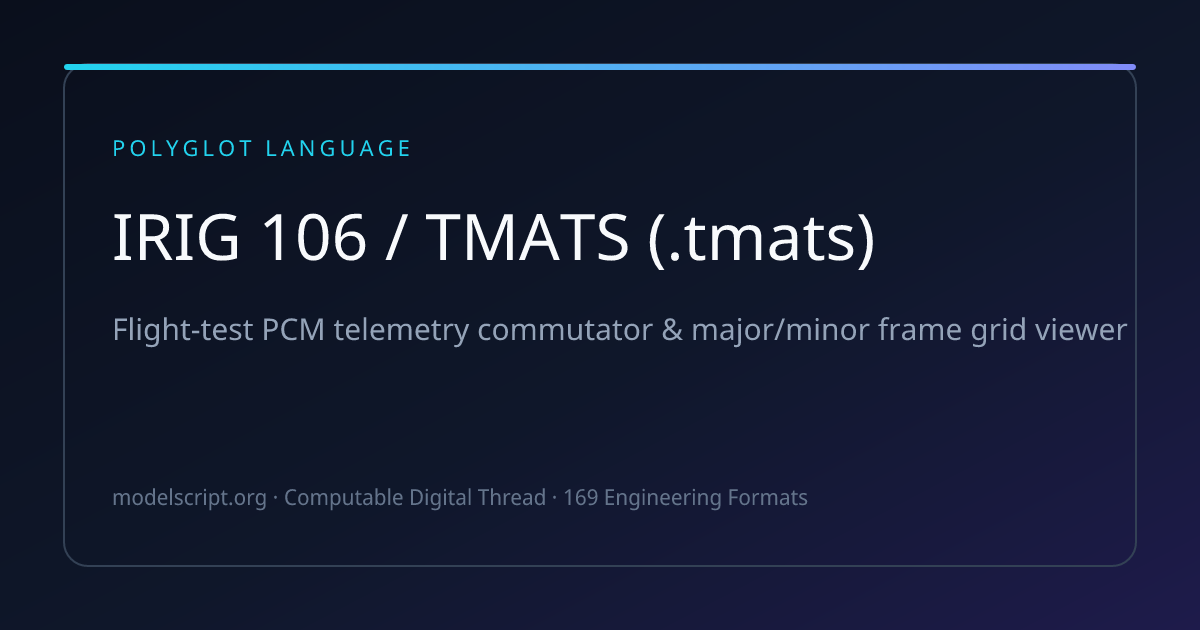 POLYGLOT LANGUAGE
IRIG 106 / TMATS (.tmats)
Flight-test PCM telemetry commutator & major/minor frame grid viewer
modelscript.org · Computable Digital Thread · 169 Engineering Formats